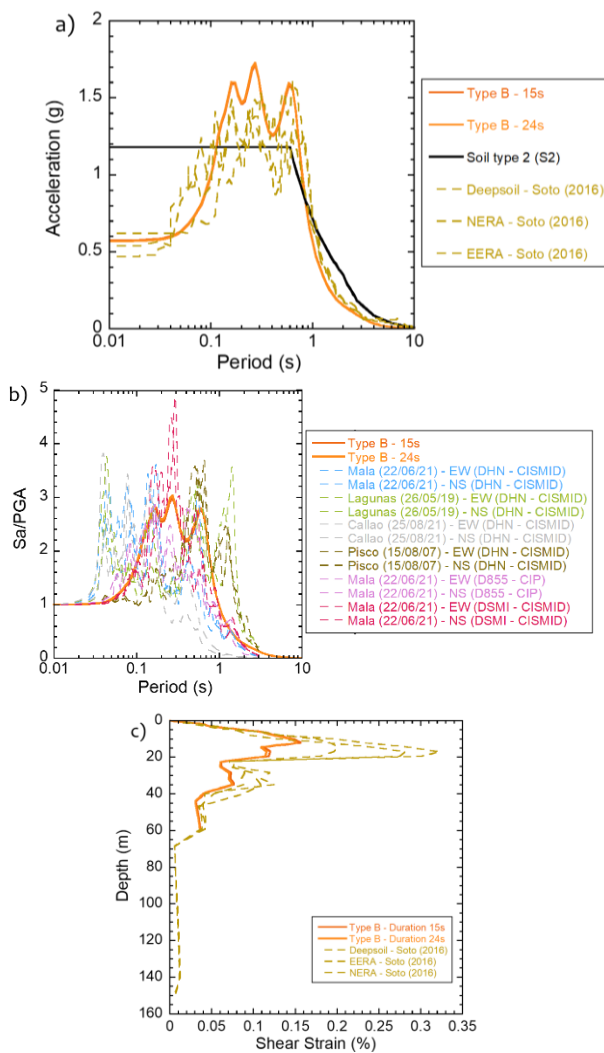 a)
2
1.5
1
0.5
0
Acceleration (g)
0.01
0.1
1
10
Period (s)
Type B - 15s
Type B - 24s
Soil type 2 (S2)
Deepsoil - Soto (2016)
NERA - Soto (2016)
EERA - Soto (2016)
b)
5
4
3
2
1
0
Sa/PGA
0.01
0.1
1
10
Period (s)
Type B - 15s
Type B - 24s
Mala (22/06/21) - EW (DHN - CISMID)
Mala (22/06/21) - NS (DHN - CISMID)
Lagunas (26/05/19) - EW (DHN - CISMID)
Lagunas (26/05/19) - NS (DHN - CISMID)
Callao (25/08/21) - EW (DHN - CISMID)
Callao (25/08/21) - NS (DHN - CISMID)
Pisco (15/08/07) - EW (DHN - CISMID)
Pisco (15/08/07) - NS (DHN - CISMID)
Mala (22/06/21) - EW (D855 - CIP)
Mala (22/06/21) - NS (D855 - CIP)
Mala (22/06/21) - EW (DSMI - CISMID)
Mala (22/06/21) - NS (DSMI - CISMID)
c)
0
20
40
60
80
100
120
140
160
Depth (m)
0
0.05
0.1
0.15
0.2
0.25
0.3
0.35
Shear Strain (%)
Type B - Duration 15s
Type B - Duration 24s
Deepsoil - Soto (2016)
EERA - Soto (2016)
NERA - Soto (2016)